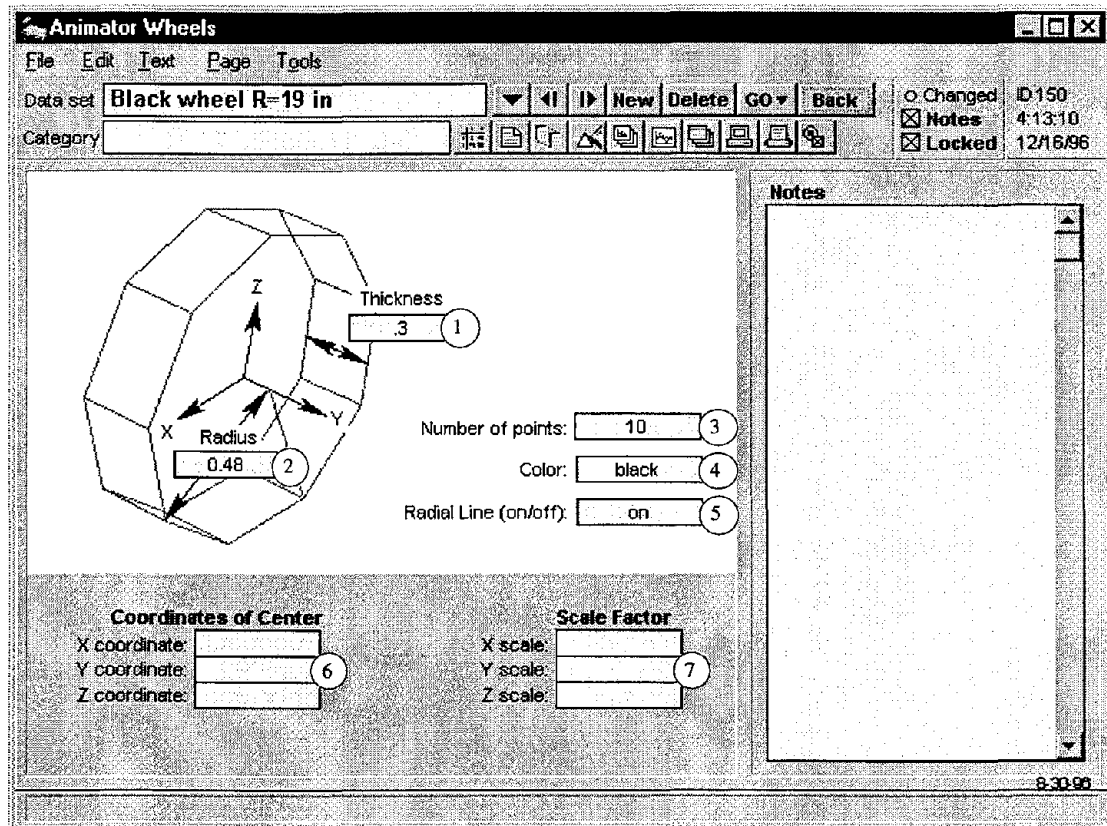 Animator Wheels
File Edit Text Page Tools
Data set Black wheel R=19 in New Delete GO Back Changed ID 150
Notes 4:13:10
Category Locked 12/16/96
Notes
Z
Thickness
.3 1
X Y
Radius
0.48 2
Number of points: 10 3
Color: black 4
Radial Line (on/off): on 5
Coordinates of Center Scale Factor
X coordinate: X scale:
Y coordinate: 6 Y scale: 7
Z coordinate: Z scale:
8-30-96